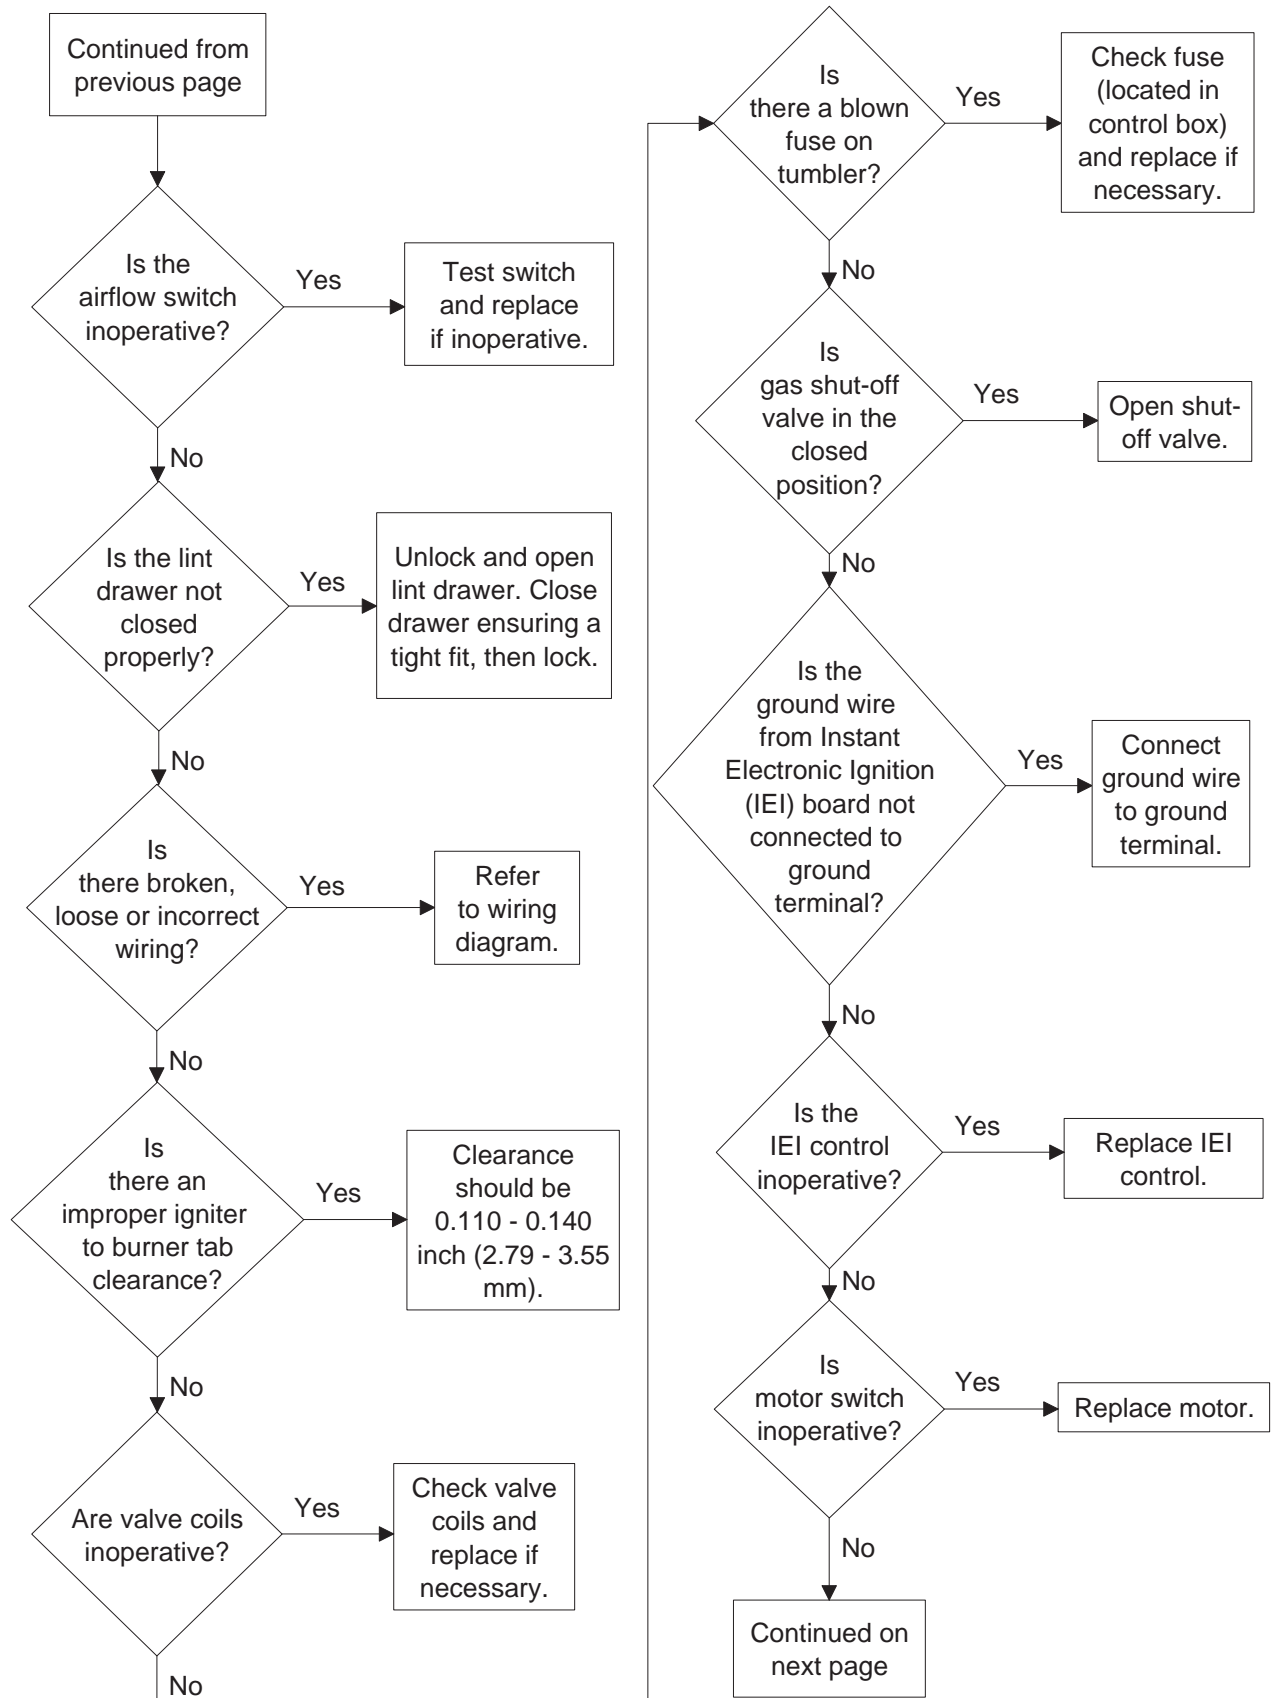 Continued from
previous page
Is the
airflow switch
inoperative?
Yes
Test switch
and replace
if inoperative.
No
Is the lint
drawer not
closed
properly?
Yes
Unlock and open
lint drawer. Close
drawer ensuring a
tight fit, then lock.
No
Is
there broken,
loose or incorrect
wiring?
Yes
Refer
to wiring
diagram.
No
Is
there an
improper igniter
to burner tab
clearance?
Yes
Clearance
should be
0.110 - 0.140
inch (2.79 - 3.55
mm).
No
Are valve coils
inoperative?
Yes
Check valve
coils and
replace if
necessary.
No
Is
there a blown
fuse on
tumbler?
Yes
Check fuse
(located in
control box)
and replace if
necessary.
No
Is
gas shut-off
valve in the
closed
position?
Yes
Open shut-
off valve.
No
Is the
ground wire
from Instant
Electronic Ignition
(IEI) board not
connected to
ground
terminal?
Yes
Connect
ground wire
to ground
terminal.
No
Is the
IEI control
inoperative?
Yes
Replace IEI
control.
No
Is
motor switch
inoperative?
Yes
Replace motor.
No
Continued on
next page